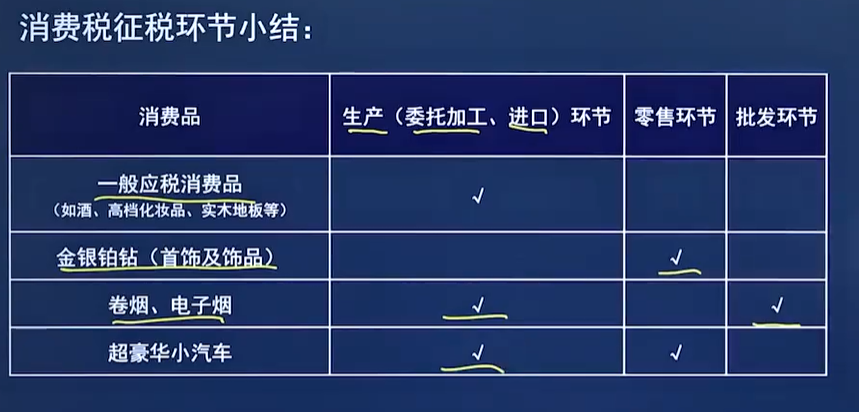 消费税征税环节小结：
消费品 生产（委托加工、进口）环节 零售环节 批发环节
一般应税消费品 √
（如酒、高档化妆品、实木地板等）
金银铂钻（首饰及饰品） √
卷烟、电子烟 √ √
超豪华小汽车 √ √